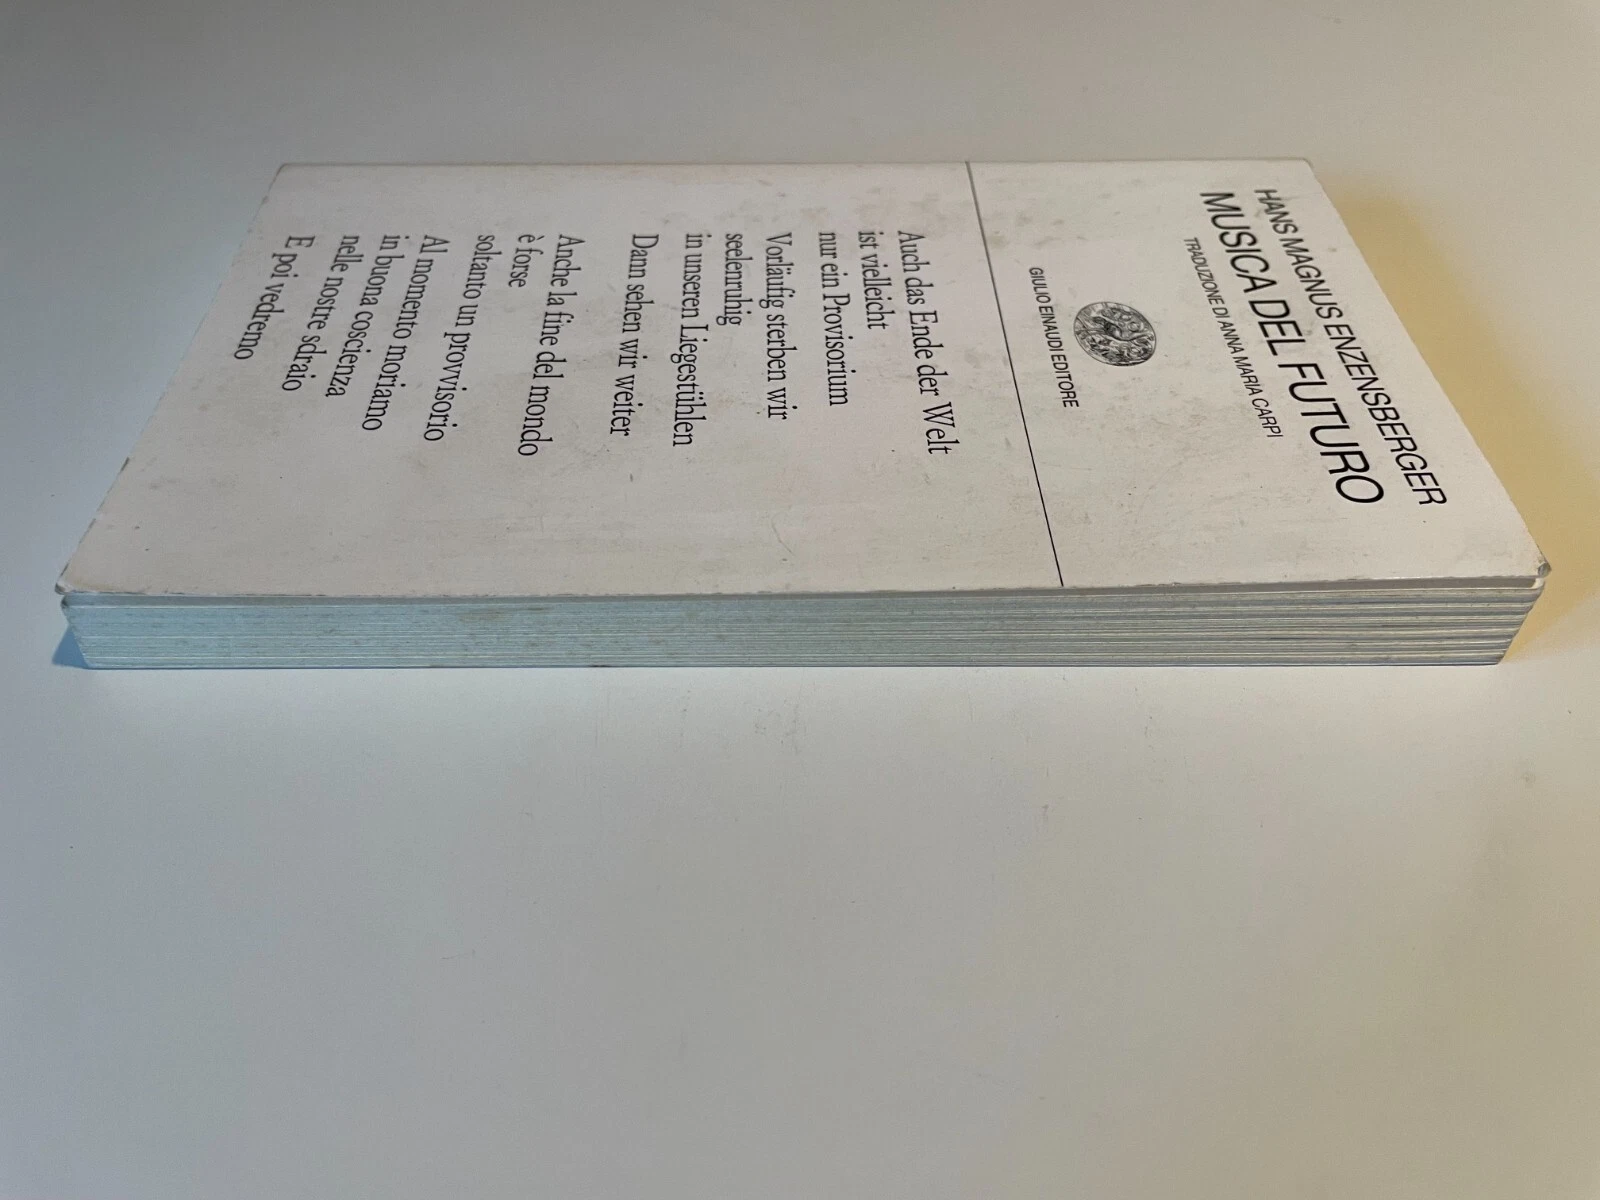 HANS MAGNUS ENZENSBERGER
MUSICA DEL FUTURO
TRADUZIONE DI ANNA MARIA CARPI
GIULIO EINAUDI EDITORE
Auch das Ende der Welt
ist vielleicht
nur ein Provisorium
Vorläufig sterben wir
seelenruhig
in unseren Liegestühlen
Dann sehen wir weiter
Anche la fine del mondo
è forse
soltanto un provvisorio
Al momento moriamo
in buona coscienza
nelle nostre sdraio
E poi vedremo